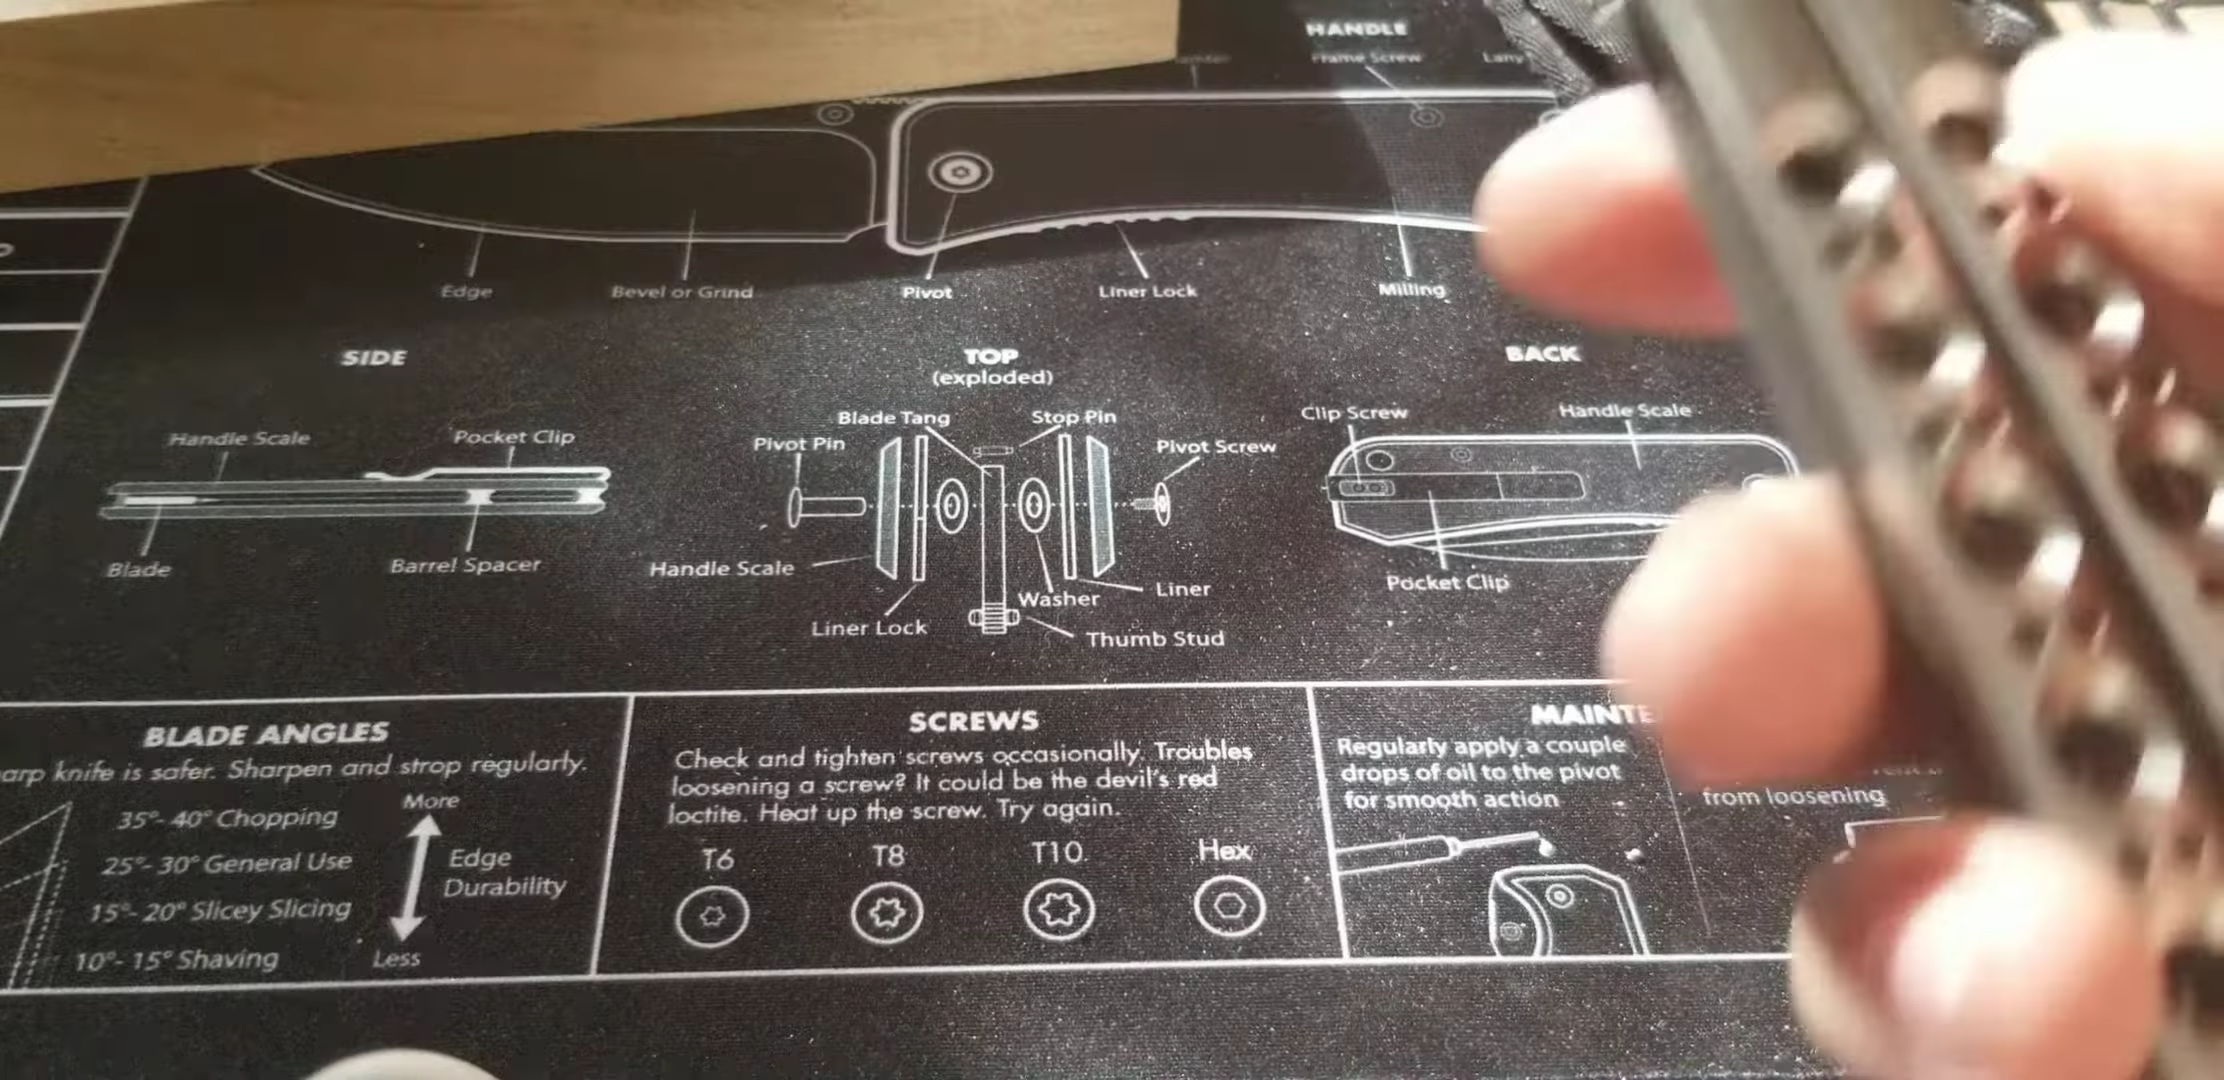 HANDLE
Frame Screw
Lany
Edge
Bevel or Grind
Pivot
Liner Lock
Milling
SIDE
Handle Scale
Pocket Clip
Blade
Barrel Spacer
TOP
(exploded)
Blade Tang
Stop Pin
Pivot Pin
Pivot Screw
Handle Scale
Washer
Liner
Liner Lock
Thumb Stud
BACK
Clip Screw
Handle Scale
Pocket Clip
BLADE ANGLES
arp knife is safer. Sharpen and strop regularly.
35°- 40° Chopping
25°- 30° General Use
15°- 20° Slicey Slicing
10°- 15° Shaving
More
Edge
Durability
Less
SCREWS
Check and tighten screws occasionally. Troubles
loosening a screw? It could be the devil's red
loctite. Heat up the screw. Try again.
T6 T8 T10 Hex
MAINTE
Regularly apply a couple
drops of oil to the pivot
for smooth action
from loosening